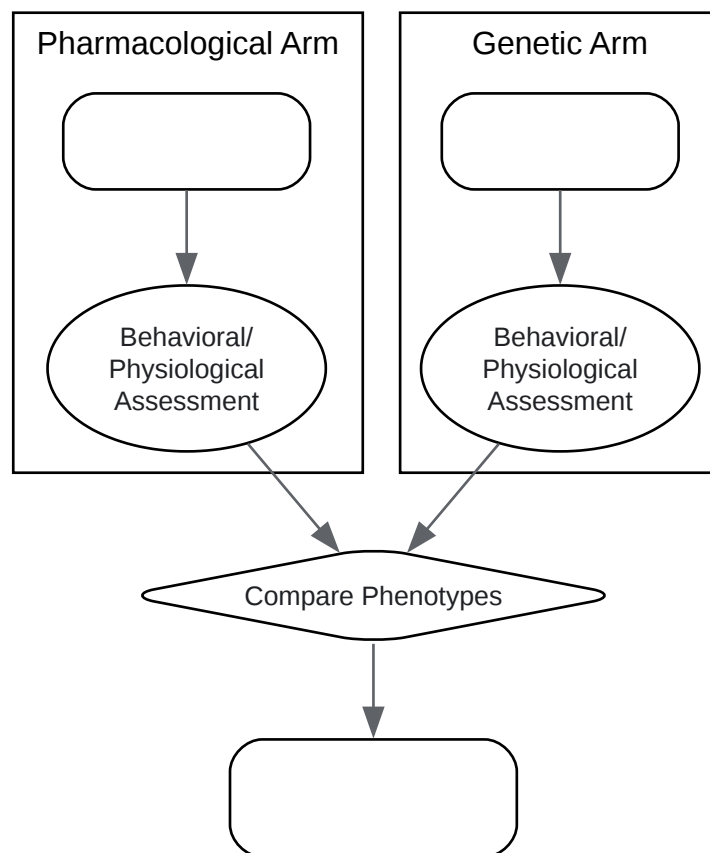 Pharmacological Arm
Genetic Arm
Behavioral/
Physiological
Assessment
Behavioral/
Physiological
Assessment
Compare Phenotypes